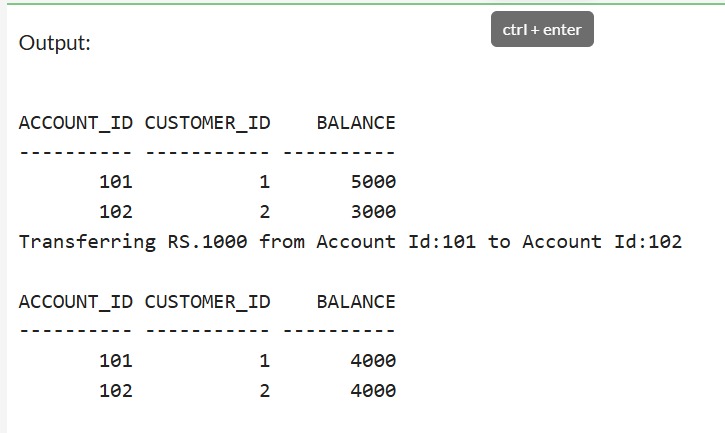 ctrl + enter
Output:
ACCOUNT_ID CUSTOMER_ID    BALANCE
---------- ----------- ----------
       101           1       5000
       102           2       3000
Transferring RS.1000 from Account Id:101 to Account Id:102
ACCOUNT_ID CUSTOMER_ID    BALANCE
---------- ----------- ----------
       101           1       4000
       102           2       4000